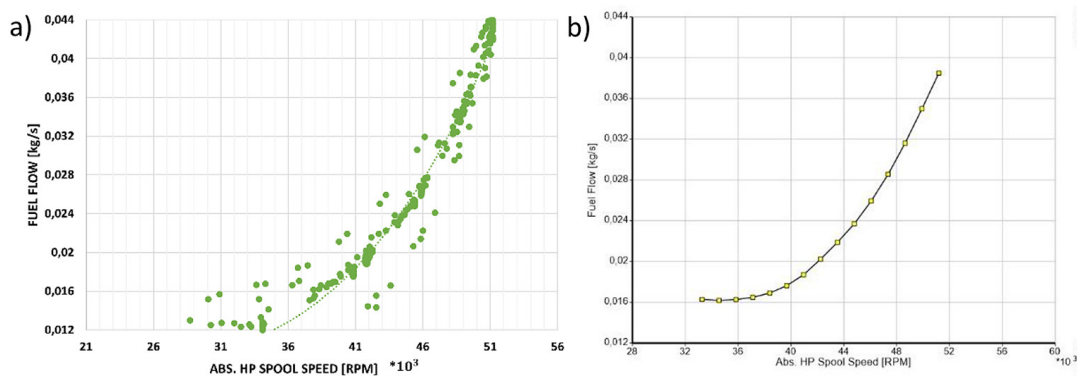 a)
0,044
0,04
0,036
0,032
0,028
0,024
0,02
0,016
0,012
FUEL FLOW [kg/s]
21 26 31 36 41 46 51 56
ABS. HP SPOOL SPEED [RPM] *10³
b)
0,044
0,04
0,036
0,032
0,028
0,024
0,02
0,016
0,012
Fuel Flow [kg/s]
28 32 36 40 44 48 52 56 60
Abs. HP Spool Speed [RPM] *10³